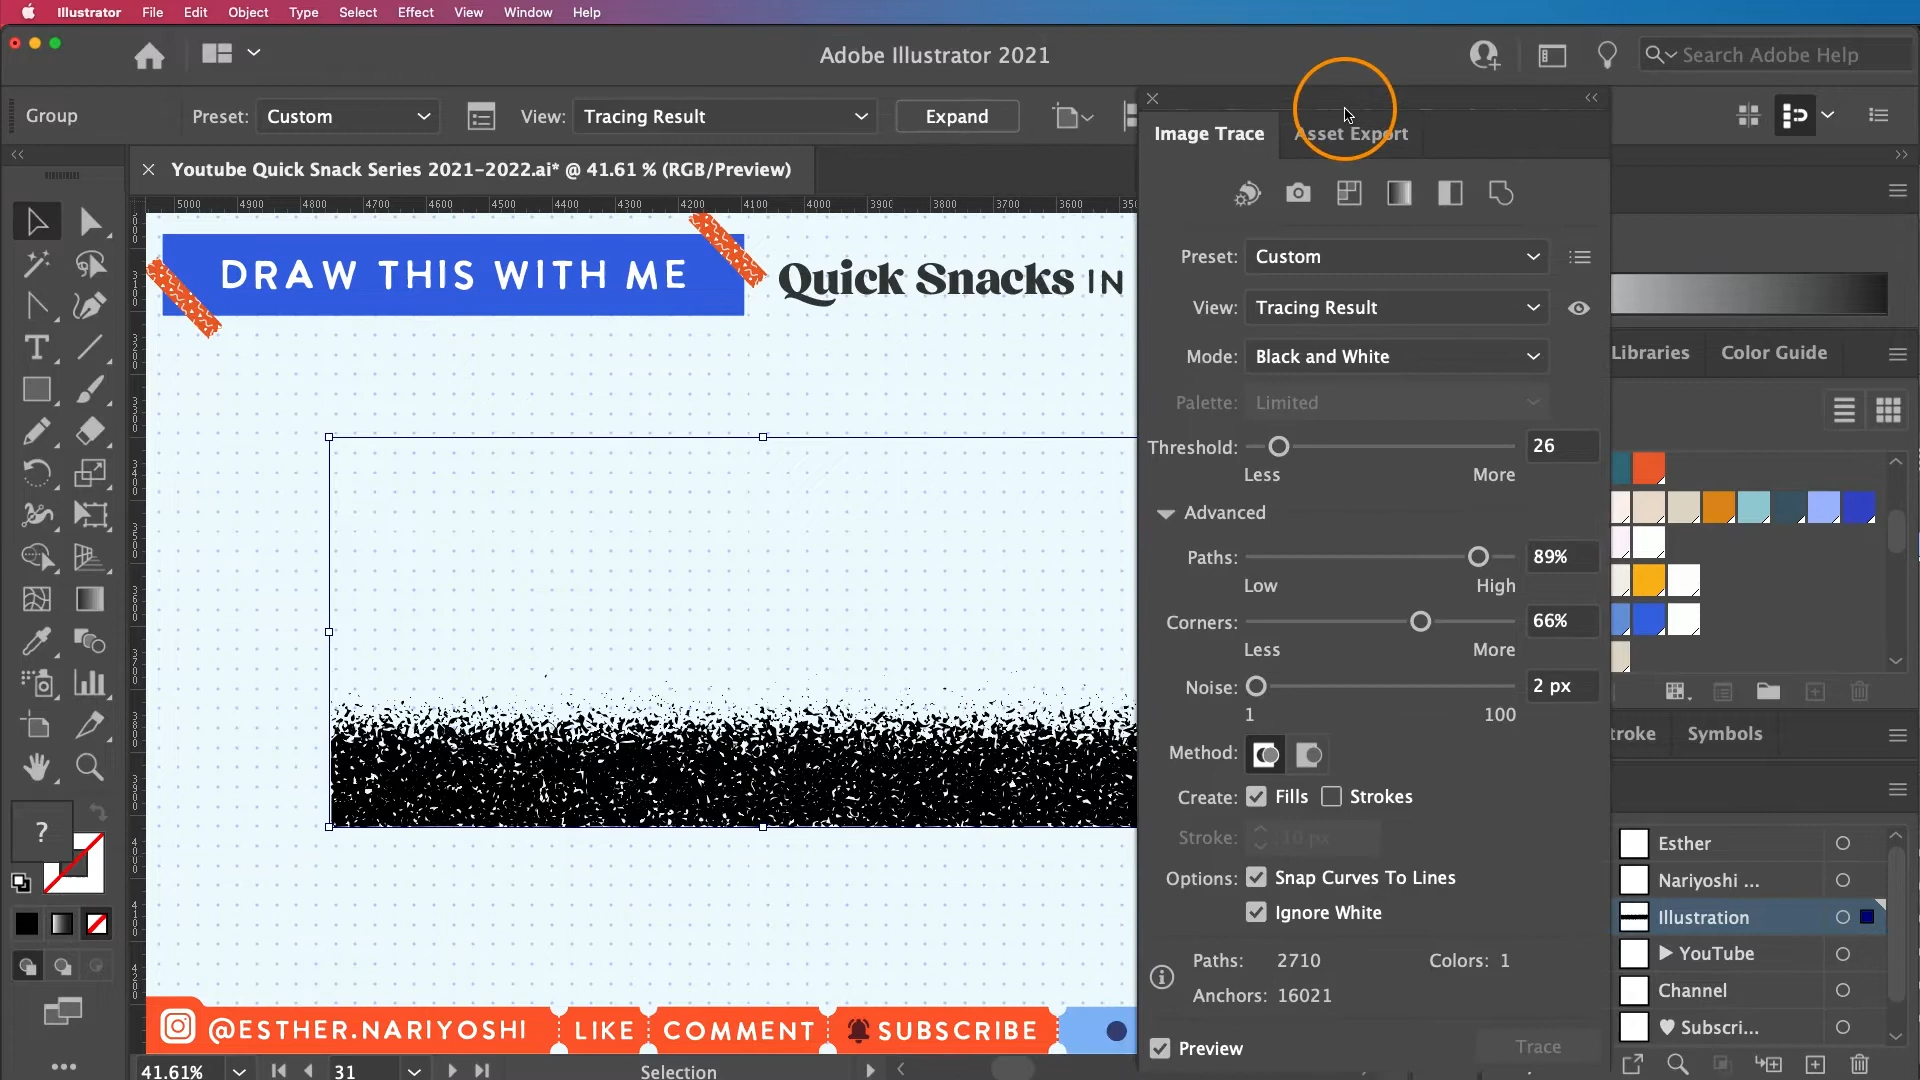 Illustrator File Edit Object Type Select Effect View Window Help
Adobe Illustrator 2021
Search Adobe Help
Group
Preset: Custom
View: Tracing Result
Expand
Youtube Quick Snack Series 2021-2022.ai* @ 41.61 % (RGB/Preview)
5000 4900 4800 4700 4600 4500 4400 4300 4200 4100 4000 3900 3800 3700 3600
DRAW THIS WITH ME
Quick Snacks IN
Image Trace
Asset Export
Preset: Custom
View: Tracing Result
Mode: Black and White
Palette: Limited
Threshold: 26
Less More
Advanced
Paths: 89%
Low High
Corners: 66%
Less More
Noise: 2 px
1 100
Method:
Create: Fills Strokes
Stroke: 10 px
Options: Snap Curves To Lines
Ignore White
Paths: 2710 Colors: 1
Anchors: 16021
Preview
Trace
Libraries Color Guide
Symbols
Esther
Nariyoshi ...
Illustration
YouTube
Channel
Subscri...
@ESTHER.NARIYOSHI LIKE COMMENT SUBSCRIBE
41.61% 31 Selection